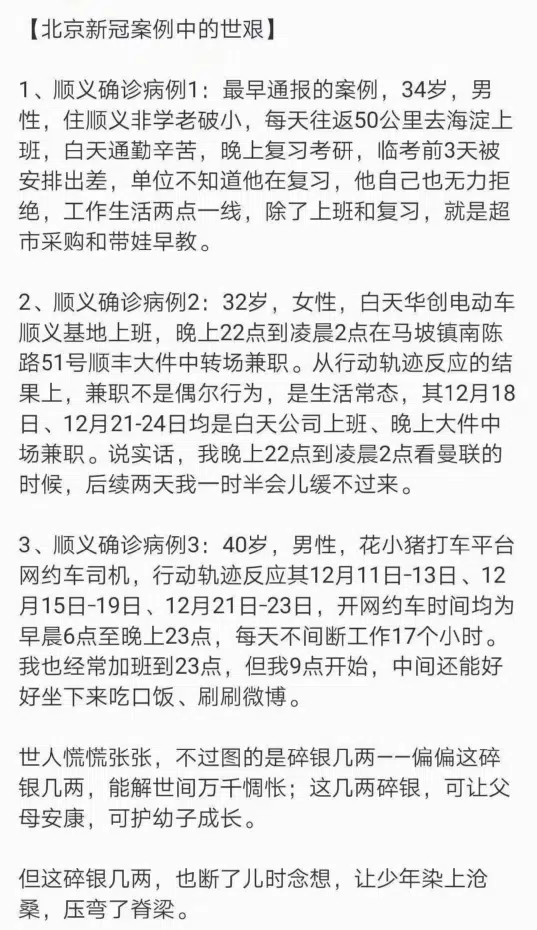 【北京新冠案例中的世艰】
1、顺义确诊病例1：最早通报的案例，34岁，男
性，住顺义非学老破小，每天往返50公里去海淀上
班，白天通勤辛苦，晚上复习考研，临考前3天被
安排出差，单位不知道他在复习，他自己也无力拒
绝，工作生活两点一线，除了上班和复习，就是超
市采购和带娃早教。
2、顺义确诊病例2：32岁，女性，白天华创电动车
顺义基地上班，晚上22点到凌晨2点在马坡镇南陈
路51号顺丰大件中转场兼职。从行动轨迹反应的结
果上，兼职不是偶尔行为，是生活常态，其12月18
日、12月21-24日均是白天公司上班、晚上大件中
场兼职。说实话，我晚上22点到凌晨2点看曼联的
时候，后续两天我一时半会儿缓不过来。
3、顺义确诊病例3：40岁，男性，花小猪打车平台
网约车司机，行动轨迹反应其12月11日-13日、12
月15日-19日、12月21日-23日，开网约车时间均为
早晨6点至晚上23点，每天不间断工作17个小时。
我也经常加班到23点，但我9点开始，中间还能好
好坐下来吃口饭、刷刷微博。
世人慌慌张张，不过图的是碎银几两——偏偏这碎
银几两，能解世间万千惆怅；这几两碎银，可让父
母安康，可护幼子成长。
但这碎银几两，也断了儿时念想，让少年染上沧
桑，压弯了脊梁。